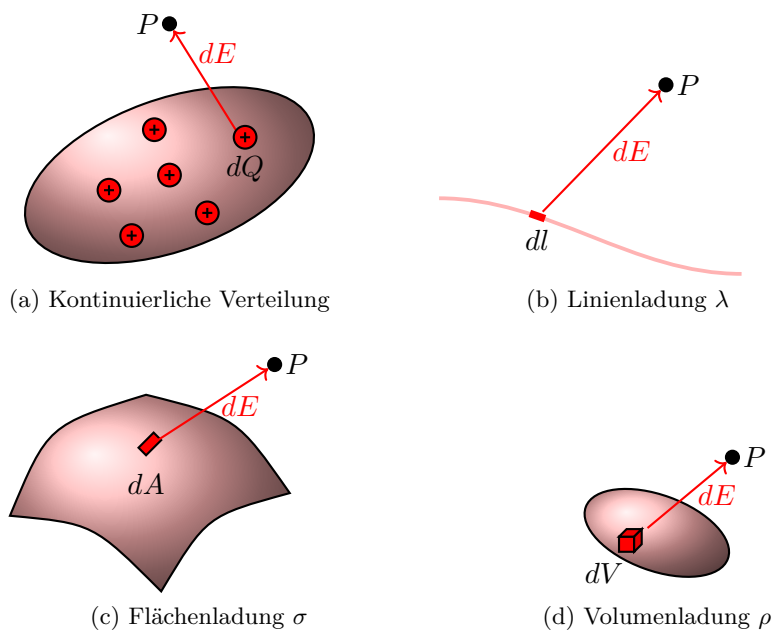 P
dE
dQ
(a) Kontinuierliche Verteilung
P
dE
dl
(b) Linienladung λ
P
dE
dA
(c) Flächenladung σ
P
dE
dV
(d) Volumenladung ρ